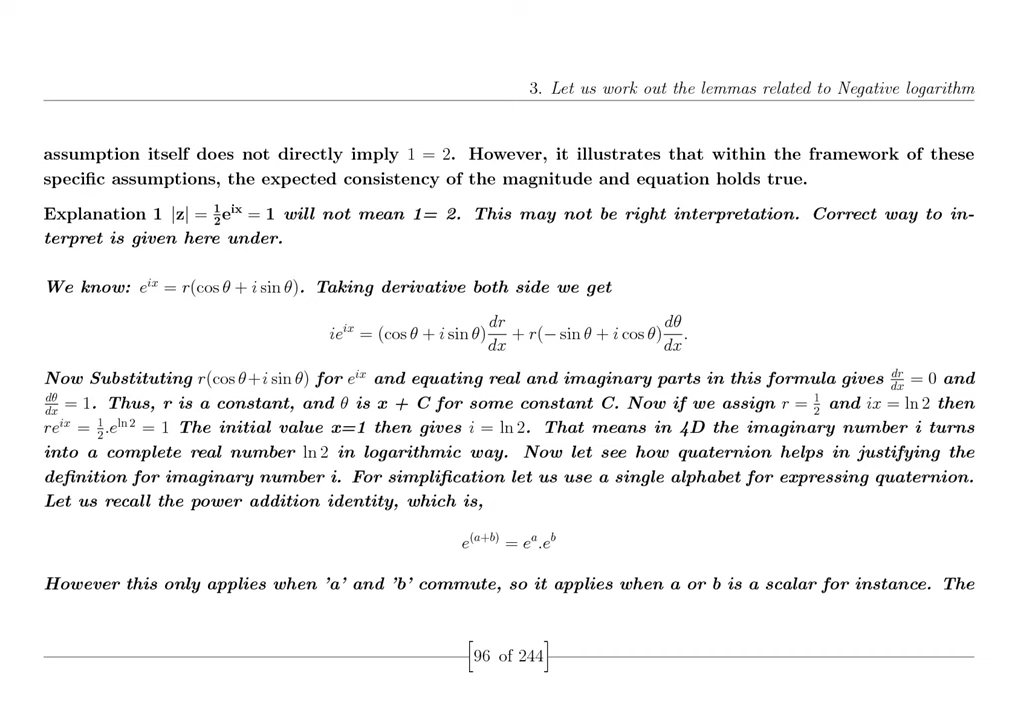 3. Let us work out the lemmas related to Negative logarithm
assumption itself does not directly imply 1 = 2. However, it illustrates that within the framework of these
specific assumptions, the expected consistency of the magnitude and equation holds true.
Explanation 1 |z| = ½e^{ix} = 1 will not mean 1= 2. This may not be right interpretation. Correct way to in-
terpret is given here under.
We know: e^{ix} = r(cos θ + i sin θ). Taking derivative both side we get
ie^{ix} = (cos θ + i sin θ) dr/dx + r(− sin θ + i cos θ) dθ/dx.
Now Substituting r(cos θ+i sin θ) for e^{ix} and equating real and imaginary parts in this formula gives dr/dx = 0 and
dθ/dx = 1. Thus, r is a constant, and θ is x + C for some constant C. Now if we assign r = ½ and ix = ln 2 then
re^{ix} = ½.e^{ln 2} = 1 The initial value x=1 then gives i = ln 2. That means in 4D the imaginary number i turns
into a complete real number ln 2 in logarithmic way. Now let see how quaternion helps in justifying the
definition for imaginary number i. For simplification let us use a single alphabet for expressing quaternion.
Let us recall the power addition identity, which is,
e^{(a+b)} = e^a.e^b
However this only applies when 'a' and 'b' commute, so it applies when a or b is a scalar for instance. The
[96 of 244]